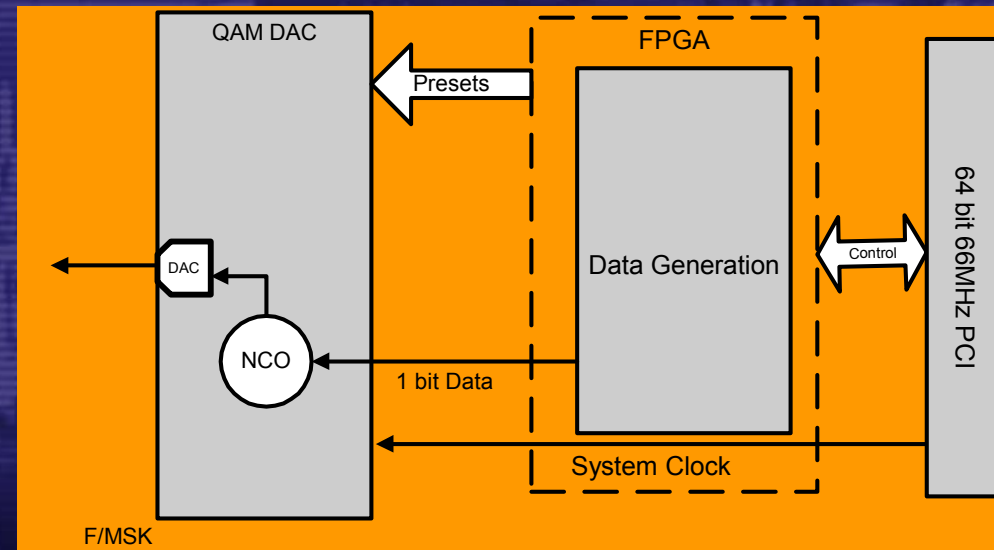 QAM DAC
FPGA
Presets
64 bit 66MHz PCI
Data Generation
Control
DAC
NCO
1 bit Data
System Clock
F/MSK